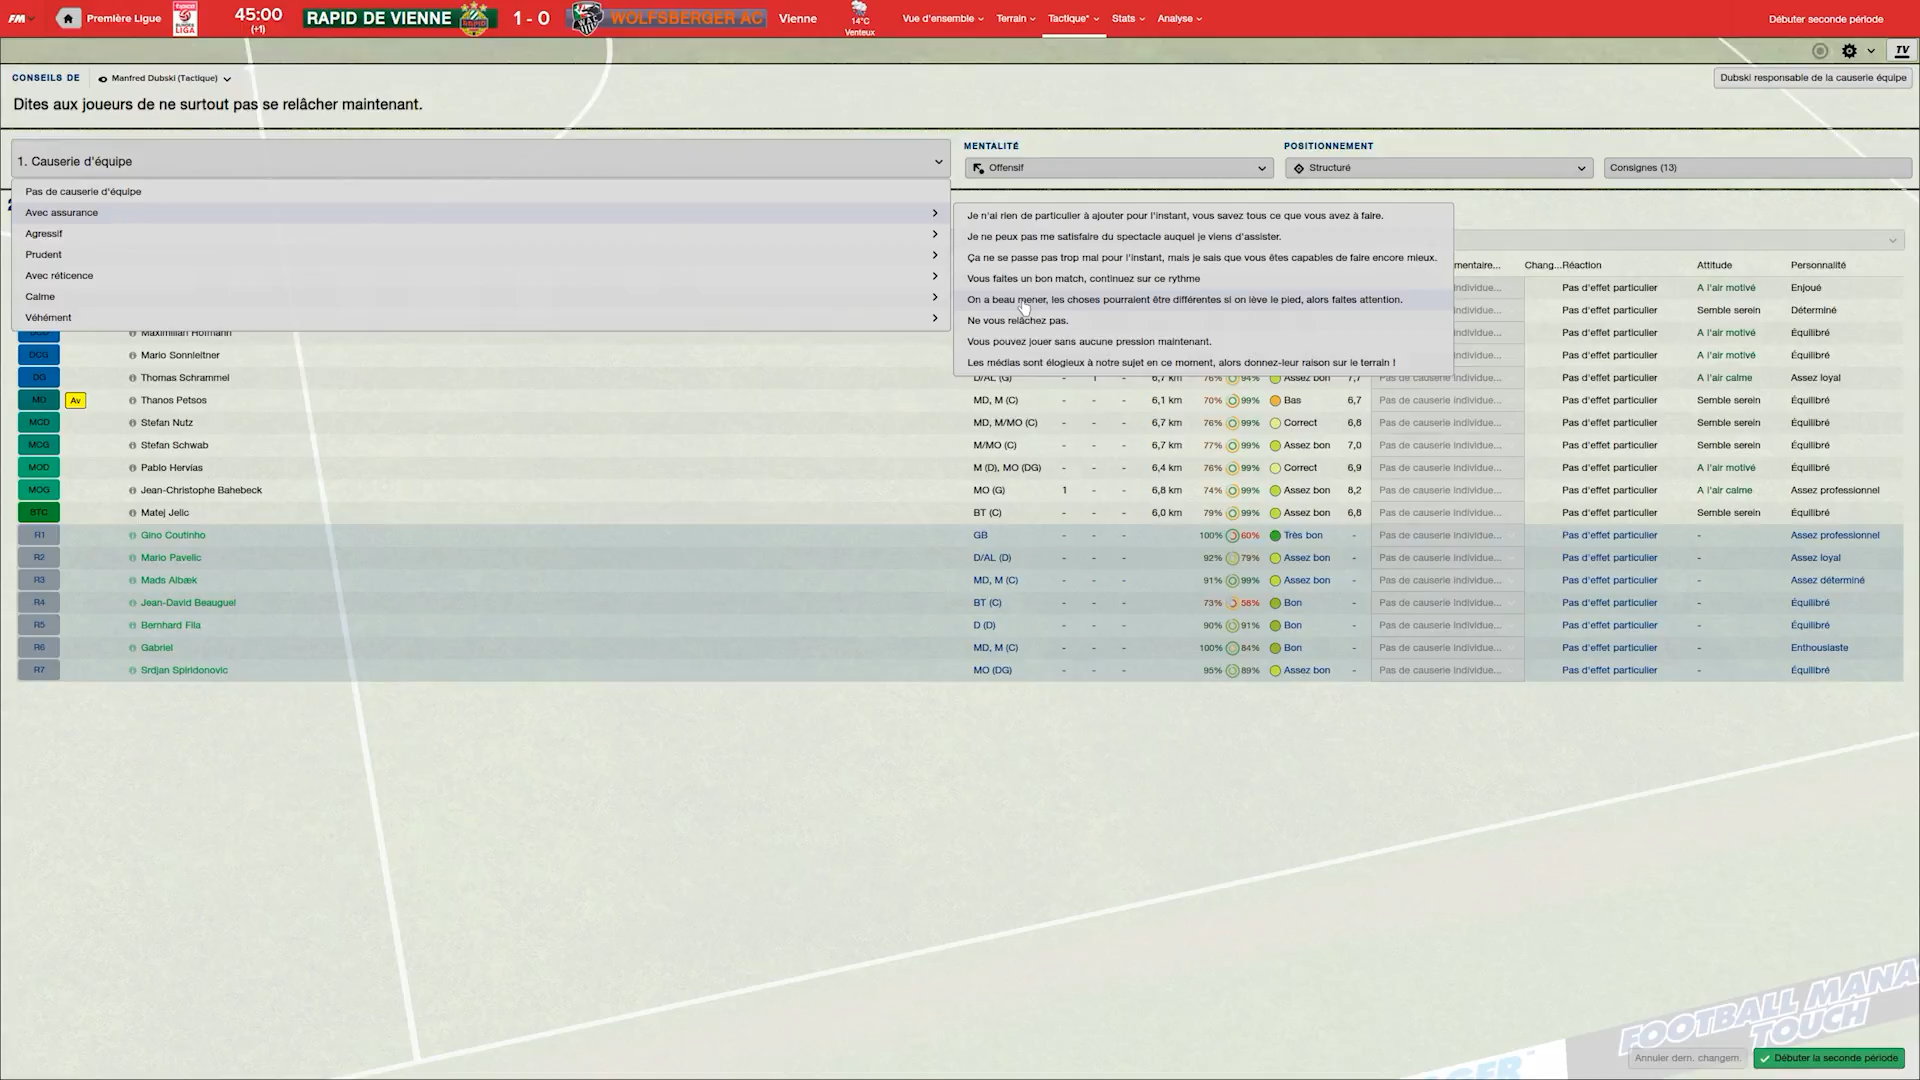 FM
Première Ligue
45:00
(+1)
RAPID DE VIENNE
1 - 0
WOLFSBERGER AC
Vienne
14°C
Venteux
Vue d'ensemble
Terrain
Tactique*
Stats
Analyse
Débuter seconde période
TV
CONSEILS DE
Manfred Dubski (Tactique)
Dubski responsable de la causerie équipe
Dites aux joueurs de ne surtout pas se relâcher maintenant.
MENTALITÉ
POSITIONNEMENT
1. Causerie d'équipe
Offensif
Structuré
Consignes (13)
Pas de causerie d'équipe
Avec assurance
Agressif
Prudent
Avec réticence
Calme
Véhément
Je n'ai rien de particulier à ajouter pour l'instant, vous savez tous ce que vous avez à faire.
Je ne peux pas me satisfaire du spectacle auquel je viens d'assister.
Ça ne se passe pas trop mal pour l'instant, mais je sais que vous êtes capables de faire encore mieux.
Vous faites un bon match, continuez sur ce rythme
On a beau mener, les choses pourraient être différentes si on lève le pied, alors faites attention.
Ne vous relâchez pas.
Vous pouvez jouer sans aucune pression maintenant.
Les médias sont élogieux à notre sujet en ce moment, alors donnez-leur raison sur le terrain !
mentaire... Chang... Réaction Attitude Personnalité
individue... Pas d'effet particulier A l'air motivé Enjoué
individue... Pas d'effet particulier Semble serein Déterminé
Maximilian Hofmann individue... Pas d'effet particulier A l'air motivé Équilibré
DCG Mario Sonnleitner individue... Pas d'effet particulier A l'air motivé Équilibré
DG Thomas Schrammel D/AL (G) - 1 - 6,7 km 76% 94% Assez bon 7,7 Pas de causerie individue... Pas d'effet particulier A l'air calme Assez loyal
MD Av Thanos Petsos MD, M (C) - - - 6,1 km 70% 99% Bas 6,7 Pas de causerie individue... Pas d'effet particulier Semble serein Équilibré
MCD Stefan Nutz MD, M/MO (C) - - - 6,7 km 76% 99% Correct 6,8 Pas de causerie individue... Pas d'effet particulier Semble serein Équilibré
MCG Stefan Schwab M/MO (C) - - - 6,7 km 77% 99% Assez bon 7,0 Pas de causerie individue... Pas d'effet particulier Semble serein Équilibré
MOD Pablo Hervías M (D), MO (DG) - - - 6,4 km 76% 99% Correct 6,9 Pas de causerie individue... Pas d'effet particulier A l'air motivé Équilibré
MOG Jean-Christophe Bahebeck MO (G) 1 - - 6,8 km 74% 99% Assez bon 8,2 Pas de causerie individue... Pas d'effet particulier A l'air calme Assez professionnel
BTC Matej Jelic BT (C) - - - 6,0 km 79% 99% Assez bon 6,8 Pas de causerie individue... Pas d'effet particulier Semble serein Équilibré
R1 Gino Coutinho GB - - - 100% 60% Très bon - Pas de causerie individue... Pas d'effet particulier - Assez professionnel
R2 Mario Pavelic D/AL (D) - - - 92% 79% Assez bon - Pas de causerie individue... Pas d'effet particulier - Assez loyal
R3 Mads Albæk MD, M (C) - - - 91% 99% Assez bon - Pas de causerie individue... Pas d'effet particulier - Assez déterminé
R4 Jean-David Beauguel BT (C) - - - 73% 58% Bon - Pas de causerie individue... Pas d'effet particulier - Équilibré
R5 Bernhard Fila D (D) - - - 90% 91% Bon - Pas de causerie individue... Pas d'effet particulier - Équilibré
R6 Gabriel MD, M (C) - - - 100% 84% Bon - Pas de causerie individue... Pas d'effet particulier - Enthousiaste
R7 Srdjan Spiridonovic MO (DG) - - - 95% 89% Assez bon - Pas de causerie individue... Pas d'effet particulier - Équilibré
FOOTBALL MANA
TOUCH
Annuler dern. changem.
Débuter la seconde période